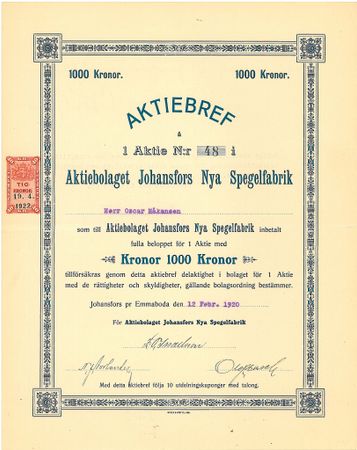 1000 Kronor. 1000 Kronor.
AKTIEBREF
å
1 Aktie N:r 48 i
Aktiebolaget Johansfors Nya Spegelfabrik
TIO
KRONOR
19. 4.
1922
Herr Oscar Håkansen
som till Aktiebolaget Johansfors Nya Spegelfabrik inbetalt
fulla beloppet för 1 Aktie med
Kronor 1000 Kronor
tillförsäkras genom detta aktiebref delaktighet i bolaget för 1 Aktie
med de rättigheter och skyldigheter, gällande bolagsordning bestämmer.
Johansfors pr Emmaboda den 12 Febr. 1920
För Aktiebolaget Johansfors Nya Spegelfabrik
Med detta aktiebref följa 10 utdelningskuponger med talong.